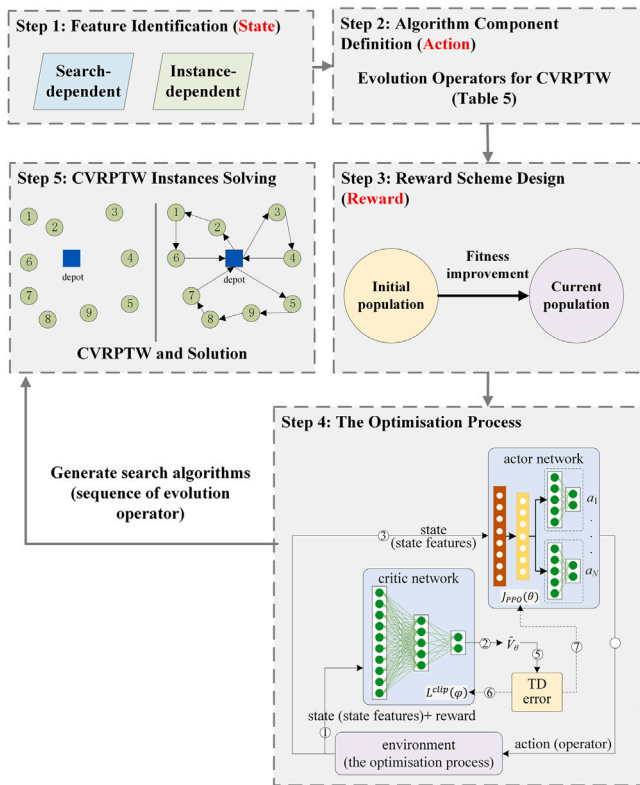 Step 1: Feature Identification (State)
Search-
dependent
Instance-
dependent
Step 2: Algorithm Component
Definition (Action)
Evolution Operators for CVRPTW
(Table 5)
Step 3: Reward Scheme Design
(Reward)
Initial
population
Fitness
improvement
Current
population
Step 5: CVRPTW Instances Solving
1
2
3
6
4
depot
7
8
9
5
1
2
3
6
4
depot
7
8
9
5
CVRPTW and Solution
Step 4: The Optimisation Process
Generate search algorithms
(sequence of evolution
operator)
actor network
a₁
.
.
.
a_N
J_PPO(θ)
③
state
(state features)
critic network
②
V̂_θ
⑤
⑦
L^clip(φ)
⑥
TD
error
state (state features)+ reward
①
environment
(the optimisation process)
action (operator)